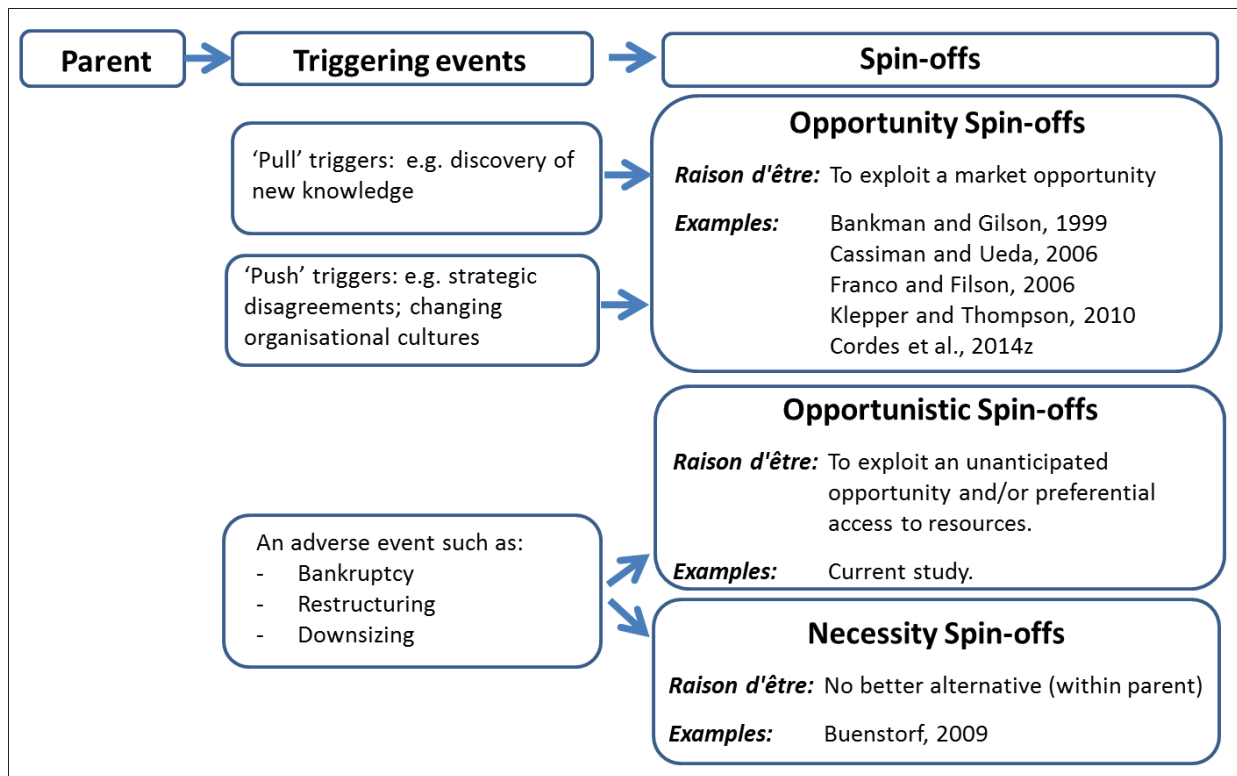 Parent
Triggering events
Spin-offs
‘Pull’ triggers:  e.g. discovery of
new knowledge
‘Push’ triggers: e.g. strategic
disagreements; changing
organisational cultures
Opportunity Spin-offs
Raison d'être: To exploit a market opportunity
Examples: Bankman and Gilson, 1999
Cassiman and Ueda, 2006
Franco and Filson, 2006
Klepper and Thompson, 2010
Cordes et al., 2014z
An adverse event such as:
- Bankruptcy
- Restructuring
- Downsizing
Opportunistic Spin-offs
Raison d'être: To exploit an unanticipated
opportunity and/or preferential
access to resources.
Examples: Current study.
Necessity Spin-offs
Raison d'être: No better alternative (within parent)
Examples: Buenstorf, 2009